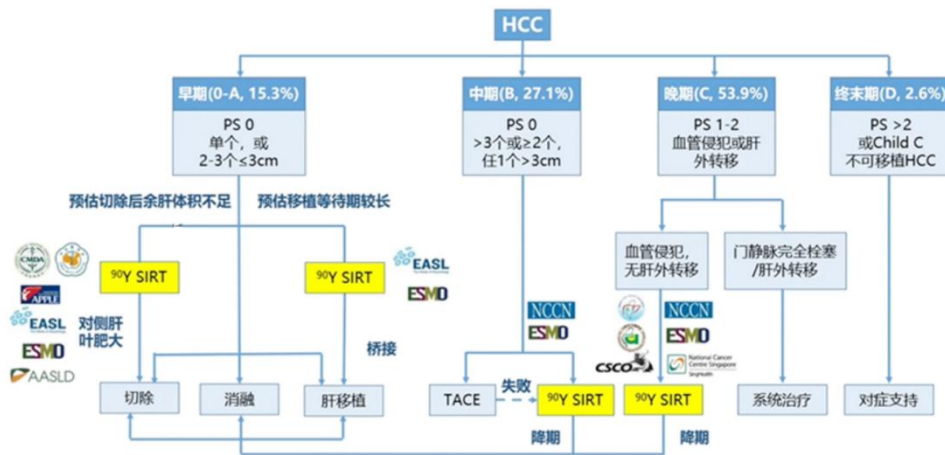 HCC
早期(0-A, 15.3%)
中期(B, 27.1%)
晚期(C, 53.9%)
终末期(D, 2.6%)
PS 0
单个，或
2-3个≤3cm
PS 0
>3个或≥2个，
任1个>3cm
PS 1-2
血管侵犯或肝
外转移
PS >2
或Child C
不可移植HCC
预估切除后余肝体积不足
预估移植等待期较长
血管侵犯，
无肝外转移
门静脉完全栓塞
/肝外转移
CMDA
90Y SIRT
90Y SIRT
EASL
ESMO
APPLE
EASL
ESMO
AASLD
对侧肝
叶肥大
桥接
NCCN
ESMO
NCCN
ESMO
CSCO
National Cancer
Centre Singapore
SingHealth
切除
消融
肝移植
TACE
失败
90Y SIRT
90Y SIRT
系统治疗
对症支持
降期
降期